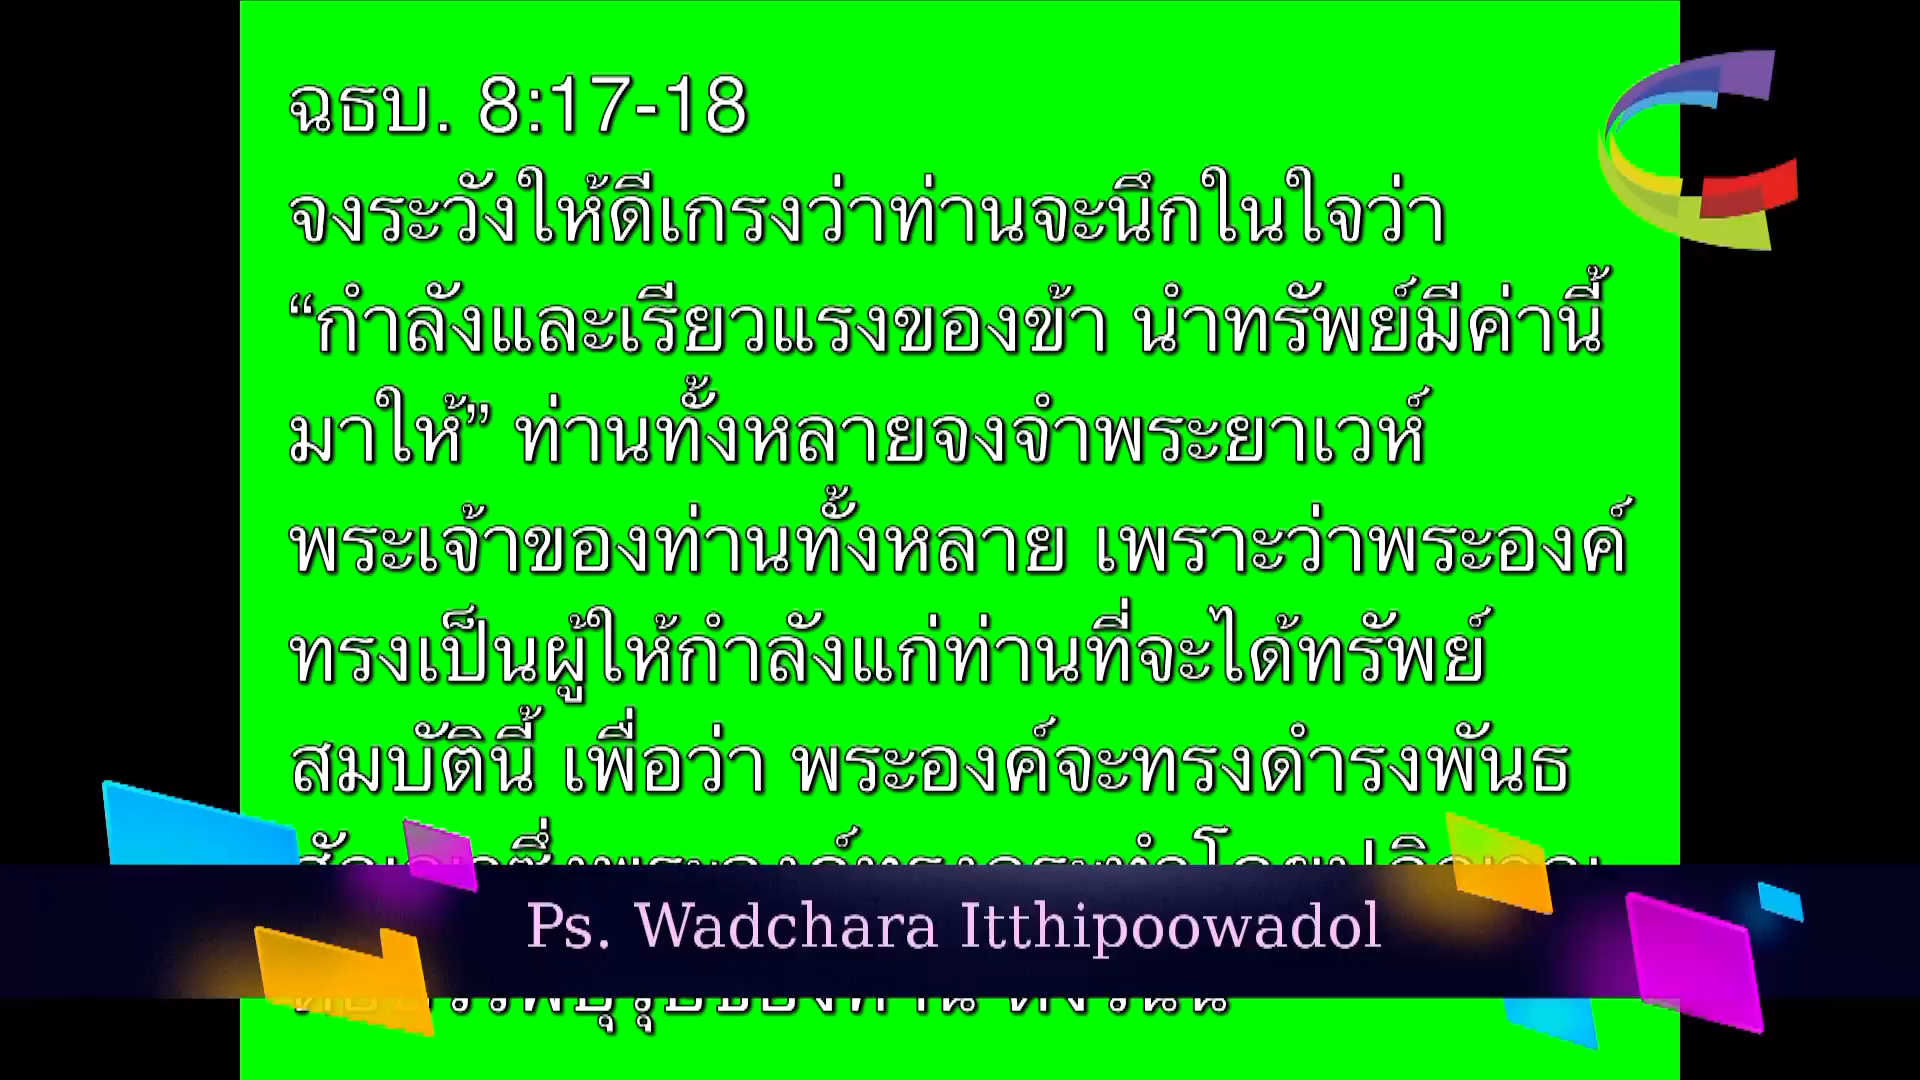 ฉธบ. 8:17-18
จงระวังให้ดีเกรงว่าท่านจะนึกในใจว่า
“กำลังและเรี่ยวแรงของข้า นำทรัพย์มีค่านี้
มาให้” ท่านทั้งหลายจงจำพระยาเวห์
พระเจ้าของท่านทั้งหลาย เพราะว่าพระองค์
ทรงเป็นผู้ให้กำลังแก่ท่านที่จะได้ทรัพย์
สมบัตินี้ เพื่อว่า พระองค์จะทรงดำรงพันธ
Ps. Wadchara Itthipoowadol